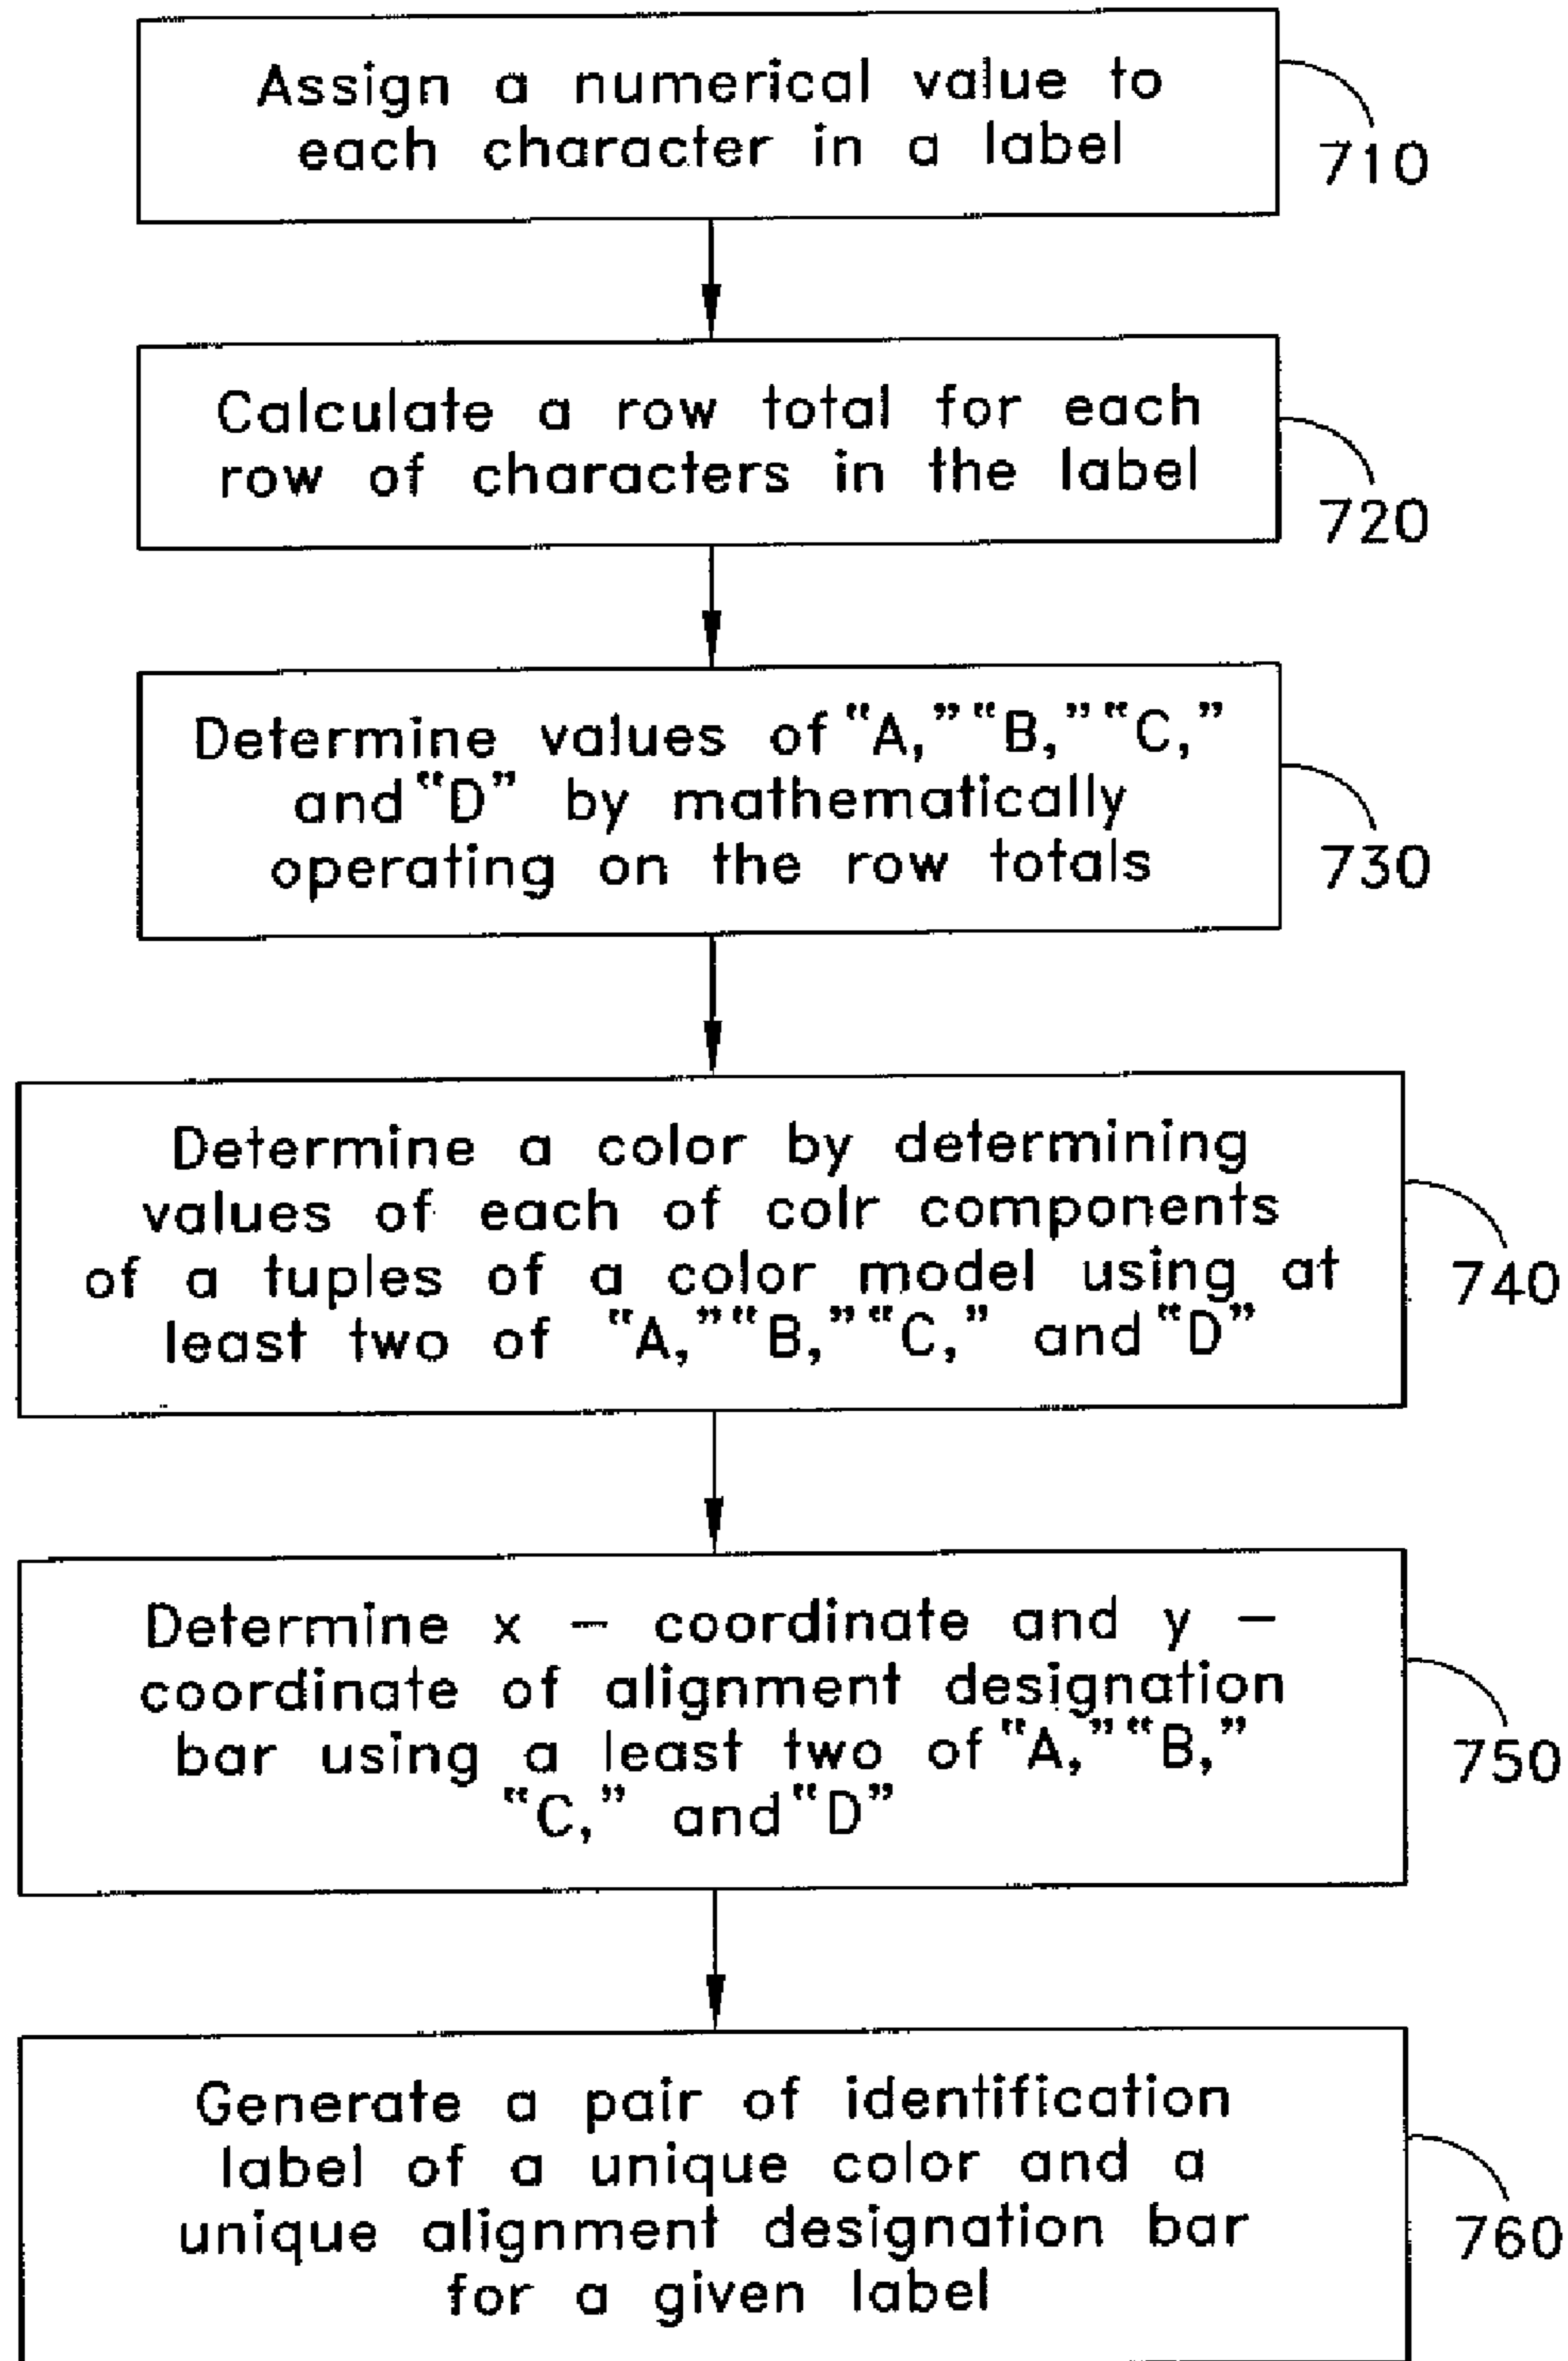 Assign a numerical value to
each character in a label
710
Calculate a row total for each
row of characters in the label
720
Determine values of “A,” “B,” “C,”
and “D” by mathematically
operating on the row totals
730
Determine a color by determining
values of each of colr components
of a tuples of a color model using at
least two of “A,” “B,” “C,” and “D”
740
Determine x – coordinate and y –
coordinate of alignment designation
bar using a least two of “A,” “B,”
“C,” and “D”
750
Generate a pair of identification
label of a unique color and a
unique alignment designation bar
for a given label
760